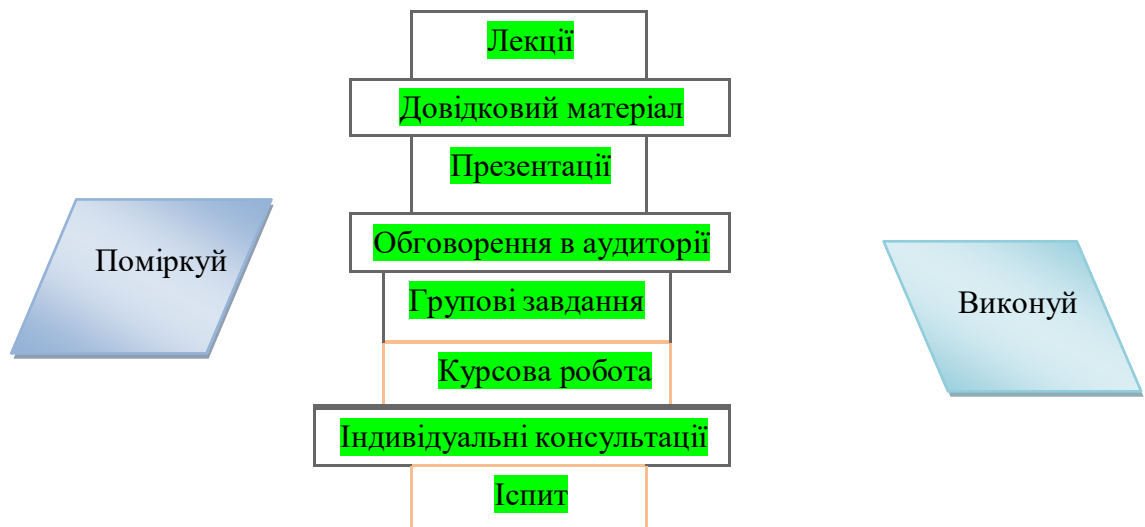 Лекції
Довідковий матеріал
Презентації
Поміркуй
Обговорення в аудиторії
Групові завдання
Виконуй
Курсова робота
Індивідуальні консультації
Іспит